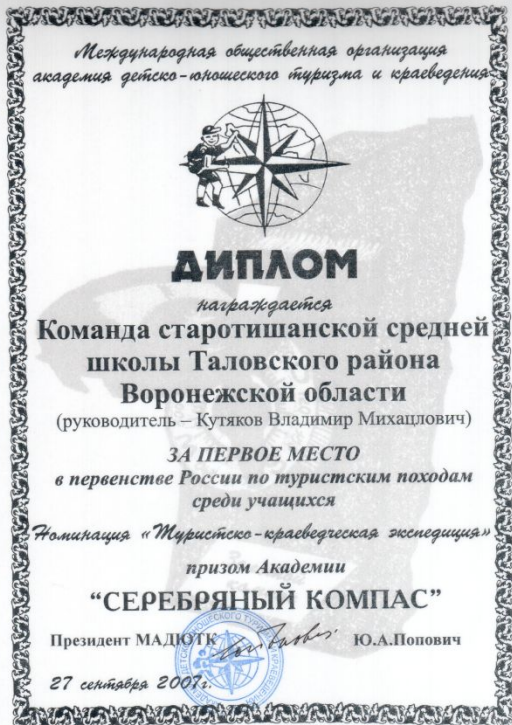 Международная общественная организация
академия детско-юношеского туризма и краеведения
ДИПЛОМ
награждается
Команда старотишанской средней
школы Таловского района
Воронежской области
(руководитель – Кутяков Владимир Михацлович)
ЗА ПЕРВОЕ МЕСТО
в первенстве России по туристским походам
среди учащихся
Номинация «Туристско-краеведческая экспедиция»
призом Академии
“СЕРЕБРЯНЫЙ КОМПАС”
Президент МАДЮТК Ю.А.Попович
27 сентября 2007г.